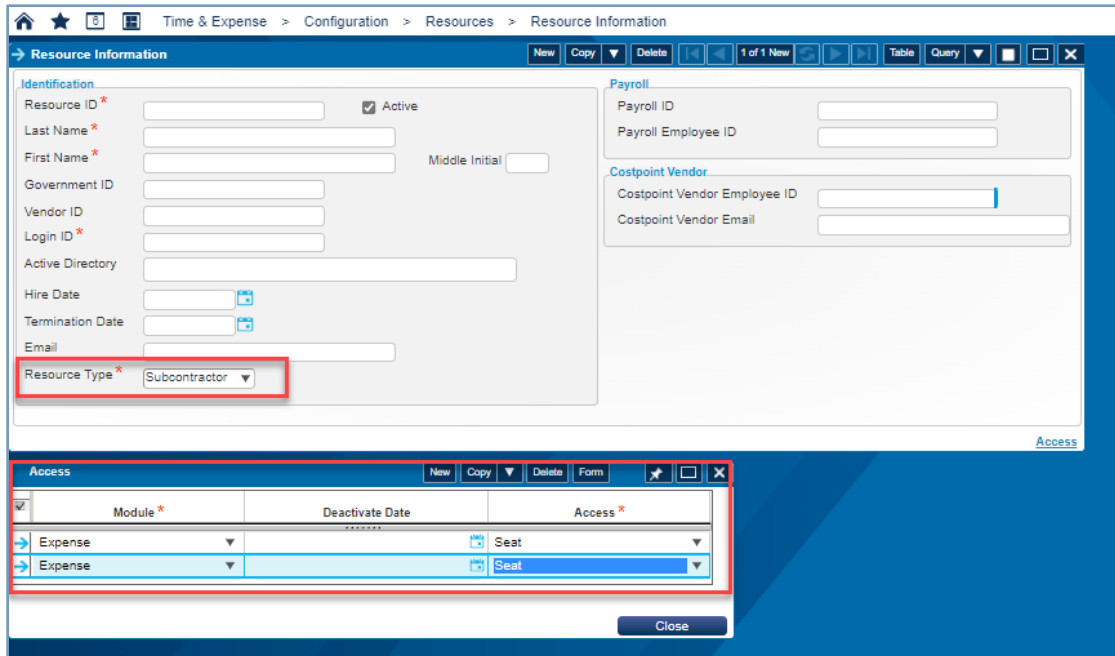 6 Time & Expense > Configuration > Resources > Resource Information
Resource Information New Copy Delete 1 of 1 New Table Query
Identification
Resource ID * Active
Last Name *
First Name * Middle Initial
Government ID
Vendor ID
Login ID *
Active Directory
Hire Date
Termination Date
Email
Resource Type * Subcontractor
Payroll
Payroll ID
Payroll Employee ID
Costpoint Vendor
Costpoint Vendor Employee ID
Costpoint Vendor Email
Access
Access New Copy Delete Form
Module * Deactivate Date Access *
Expense Seat
Expense Seat
Close